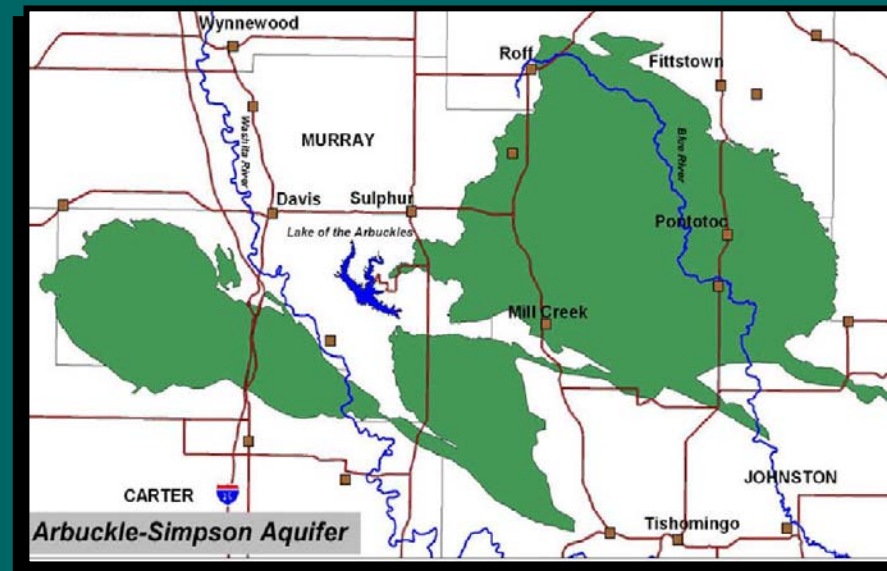 Wynnewood
Roff
Fittstown
Washita River
MURRAY
Blue River
Davis
Sulphur
Lake of the Arbuckles
Pontotoc
Mill Creek
CARTER
35
JOHNSTON
Arbuckle-Simpson Aquifer
Tishomingo